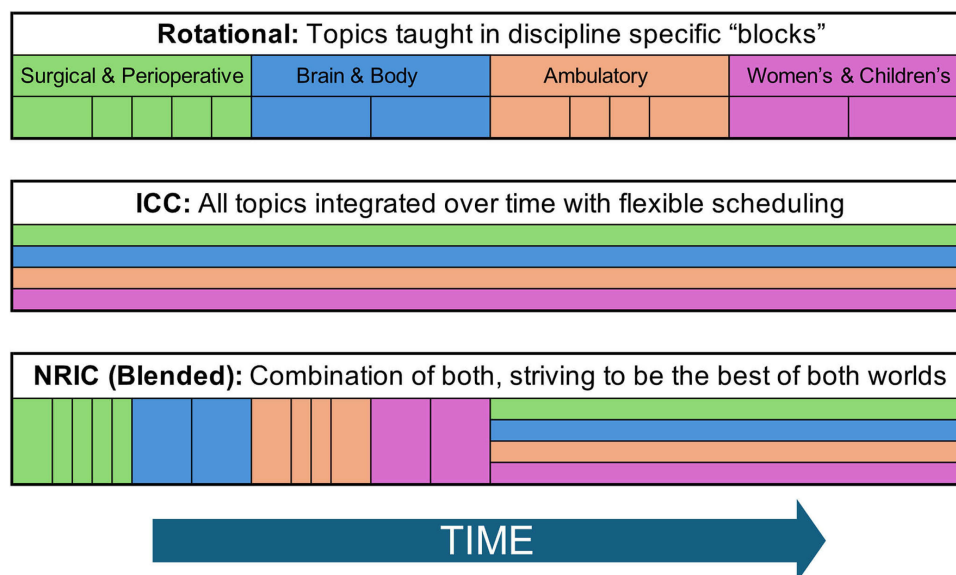 Rotational: Topics taught in discipline specific “blocks”
Surgical & Perioperative
Brain & Body
Ambulatory
Women’s & Children’s
ICC: All topics integrated over time with flexible scheduling
NRIC (Blended): Combination of both, striving to be the best of both worlds
TIME